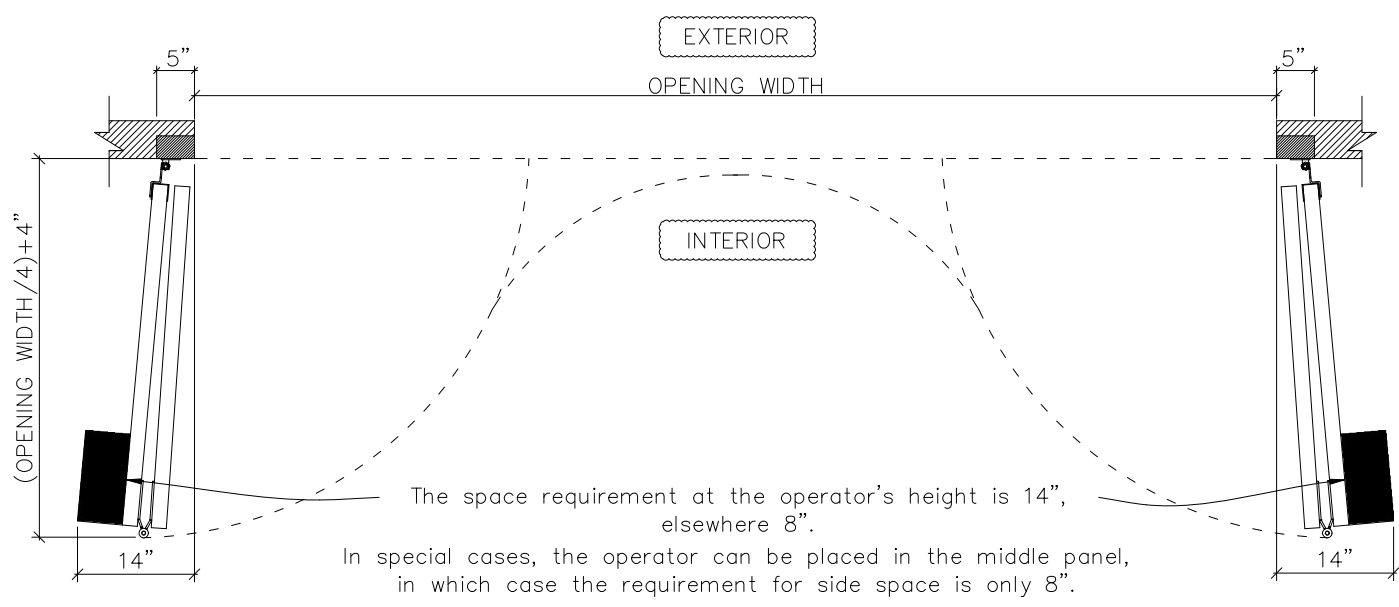 EXTERIOR
5”
OPENING WIDTH
5”
INTERIOR
(OPENING WIDTH/4)+4”
The space requirement at the operator’s height is 14”,
elsewhere 8”.
In special cases, the operator can be placed in the middle panel,
in which case the requirement for side space is only 8”.
14”
14”